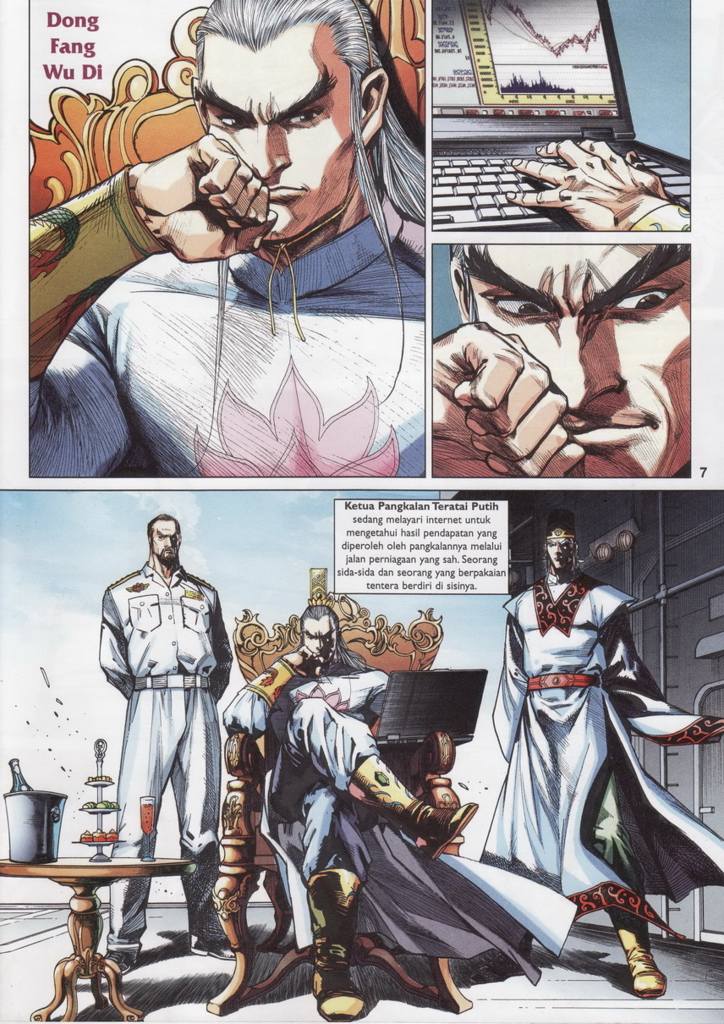 Dong
Fang
Wu Di
7
Ketua Pangkalan Teratai Putih
sedang melayari internet untuk
mengetahui hasil pendapatan yang
diperoleh oleh pangkalannya melalui
jalan perniagaan yang sah. Seorang
sida-sida dan seorang yang berpakaian
tentera berdiri di sisinya.